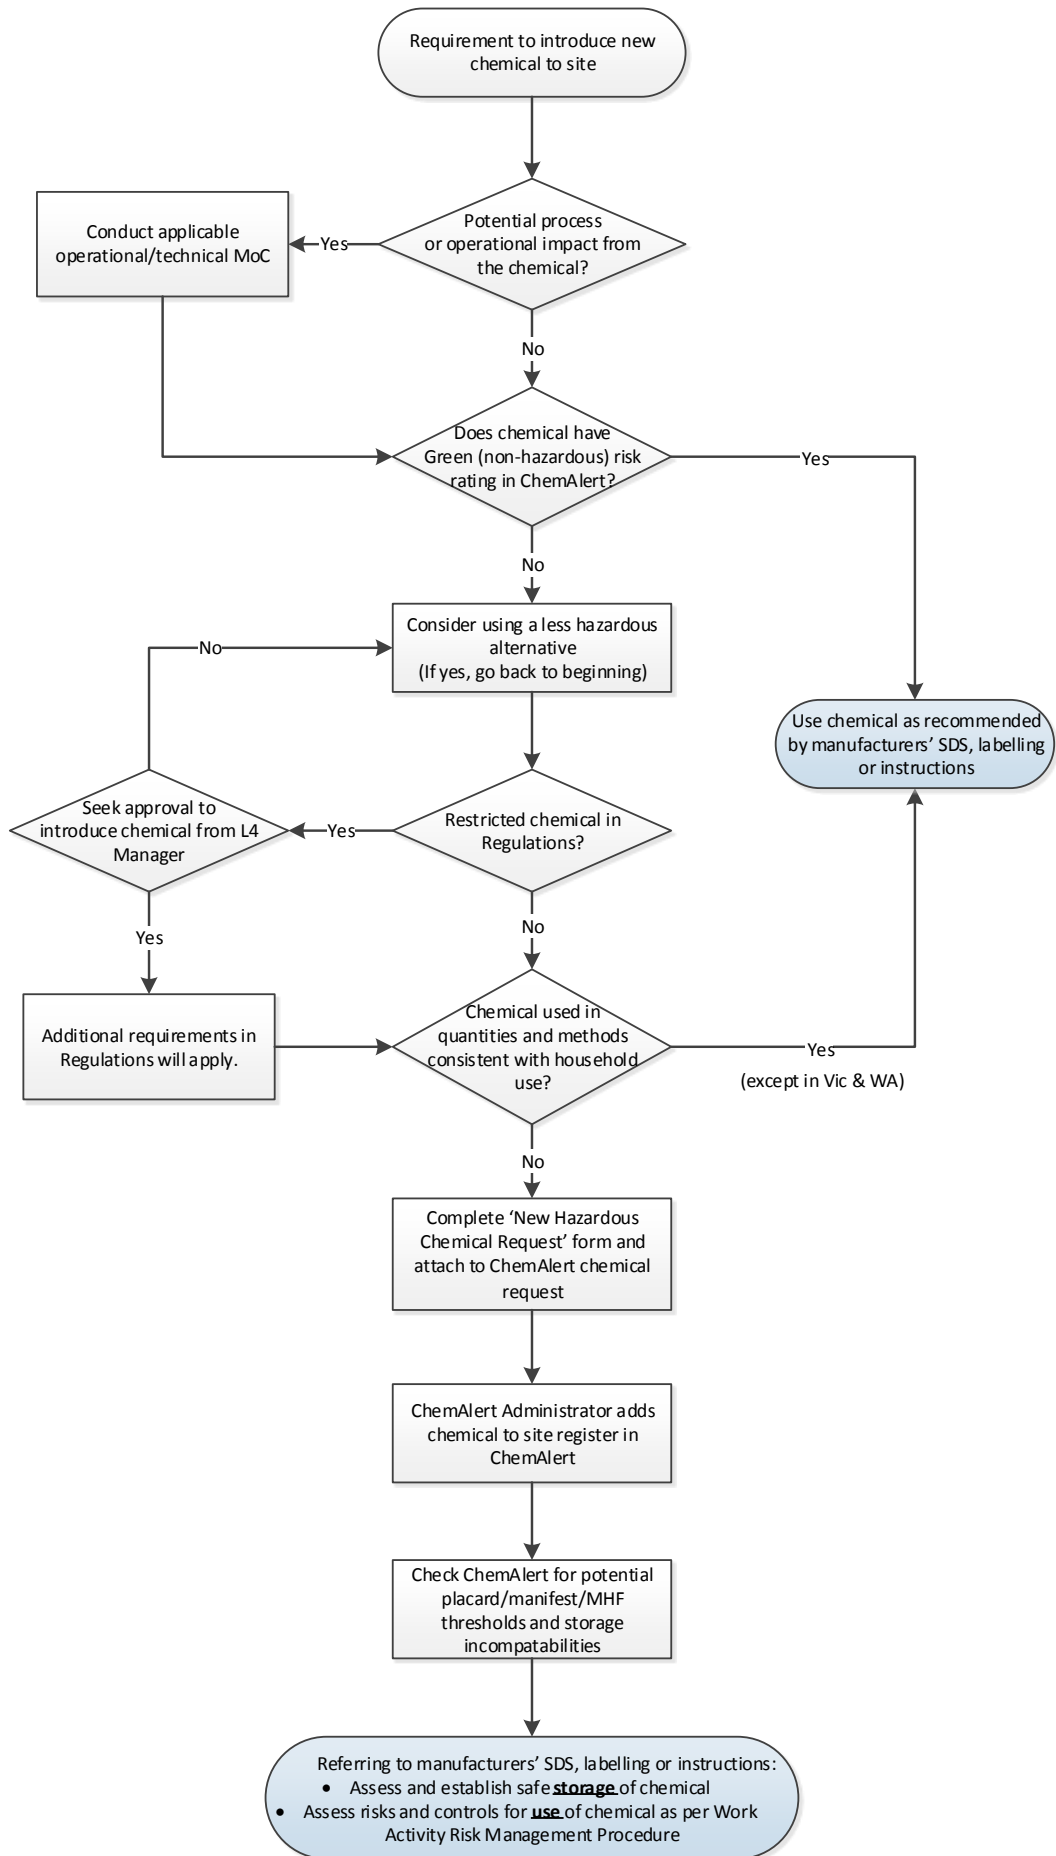 Requirement to introduce new
chemical to site
Potential process
or operational impact from
the chemical?
Yes
Conduct applicable
operational/technical MoC
No
Does chemical have
Green (non-hazardous) risk
rating in ChemAlert?
Yes
No
Consider using a less hazardous
alternative
(If yes, go back to beginning)
No
Use chemical as recommended
by manufacturers’ SDS, labelling
or instructions
Seek approval to
introduce chemical from L4
Manager
Yes
Restricted chemical in
Regulations?
Yes
No
Additional requirements in
Regulations will apply.
Chemical used in
quantities and methods
consistent with household
use?
Yes
(except in Vic & WA)
No
Complete ‘New Hazardous
Chemical Request’ form and
attach to ChemAlert chemical
request
ChemAlert Administrator adds
chemical to site register in
ChemAlert
Check ChemAlert for potential
placard/manifest/MHF
thresholds and storage
incompatabilities
Referring to manufacturers’ SDS, labelling or instructions:
• Assess and establish safe storage of chemical
• Assess risks and controls for use of chemical as per Work
Activity Risk Management Procedure